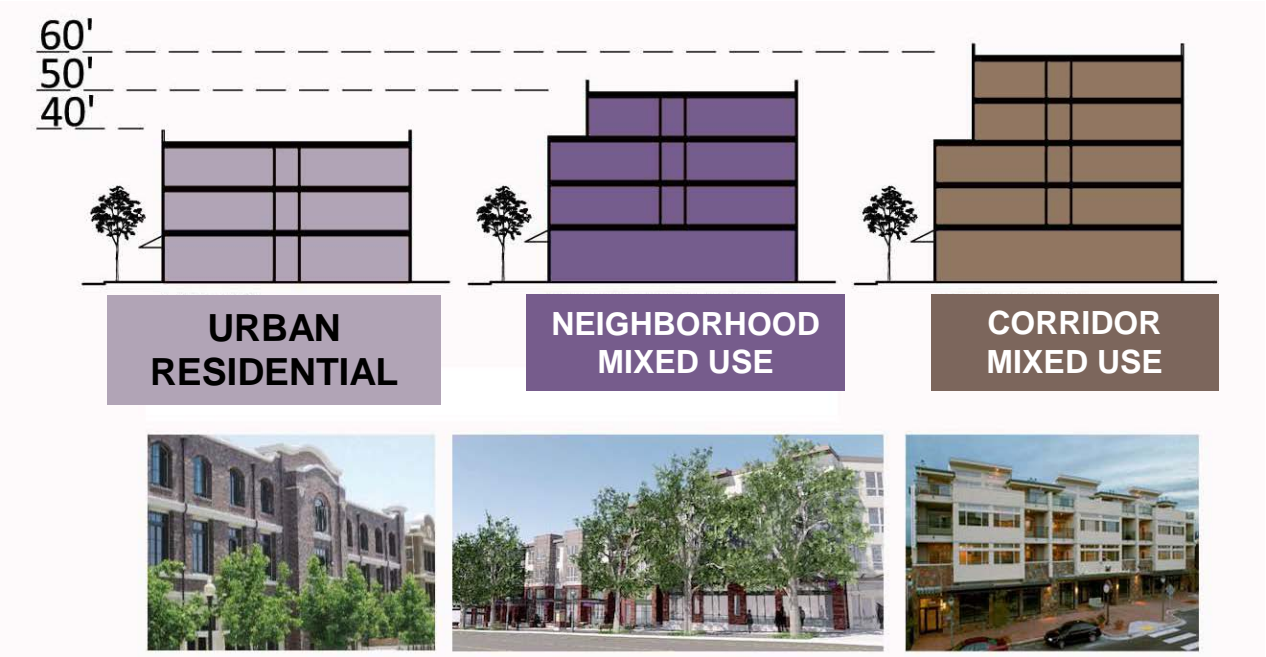 60'
50'
40'
URBAN
RESIDENTIAL
NEIGHBORHOOD
MIXED USE
CORRIDOR
MIXED USE